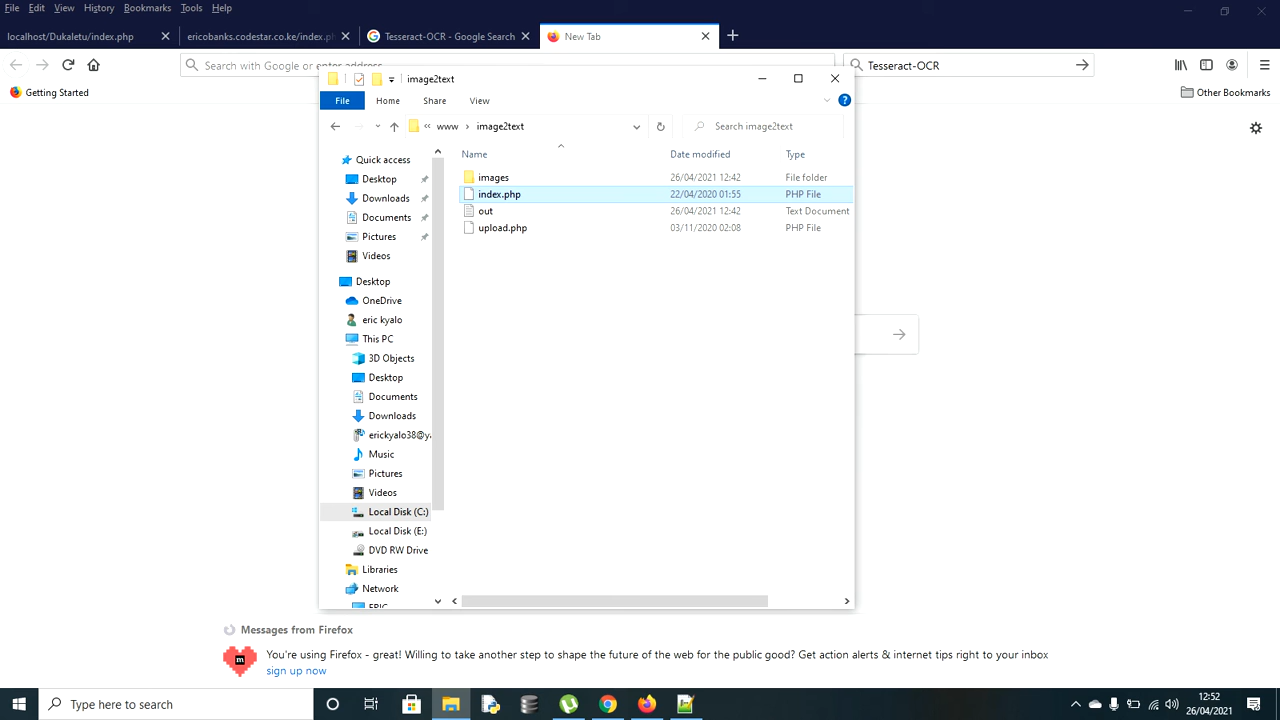 File Edit View History Bookmarks Tools Help
localhost/Dukaletu/index.php
ericobanks.codestar.co.ke/index.ph
Tesseract-OCR - Google Search
New Tab
Search with Google or enter address
Tesseract-OCR
Getting Started
Other Bookmarks
image2text
File Home Share View
« www › image2text
Search image2text
Name Date modified Type
images 26/04/2021 12:42 File folder
index.php 22/04/2020 01:55 PHP File
out 26/04/2021 12:42 Text Document
upload.php 03/11/2020 02:08 PHP File
Quick access
Desktop
Downloads
Documents
Pictures
Videos
Desktop
OneDrive
eric kyalo
This PC
3D Objects
Desktop
Documents
Downloads
erickyalo38@y
Music
Pictures
Videos
Local Disk (C:)
Local Disk (E:)
DVD RW Drive
Libraries
Network
ERIC
Messages from Firefox
You're using Firefox - great! Willing to take another step to shape the future of the web for the public good? Get action alerts & internet tips right to your inbox
sign up now
Type here to search
12:52
26/04/2021